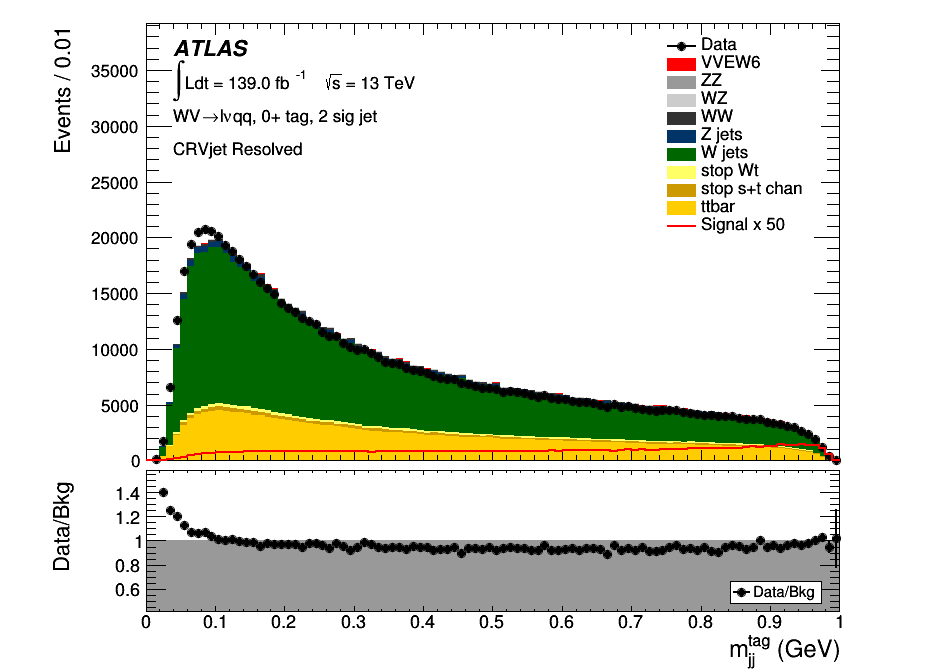 Events / 0.01
35000
30000
25000
20000
15000
10000
5000
0
ATLAS
∫Ldt = 139.0 fb⁻¹ √s = 13 TeV
WV→lνqq, 0+ tag, 2 sig jet
CRVjet Resolved
Data
VVEW6
ZZ
WZ
WW
Z jets
W jets
stop Wt
stop s+t chan
ttbar
Signal x 50
Data/Bkg
1.4
1.2
1
0.8
0.6
Data/Bkg
0 0.1 0.2 0.3 0.4 0.5 0.6 0.7 0.8 0.9 1
m_jj^tag (GeV)